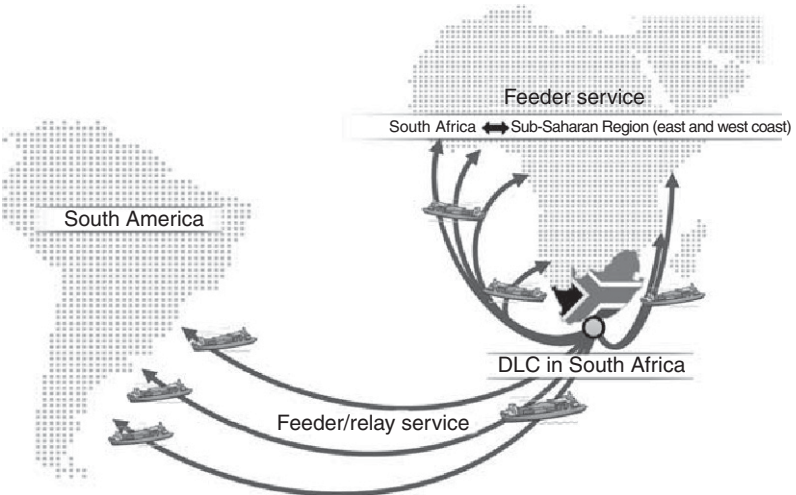 Feeder service
South Africa ⟷ Sub-Saharan Region (east and west coast)
South America
DLC in South Africa
Feeder/relay service